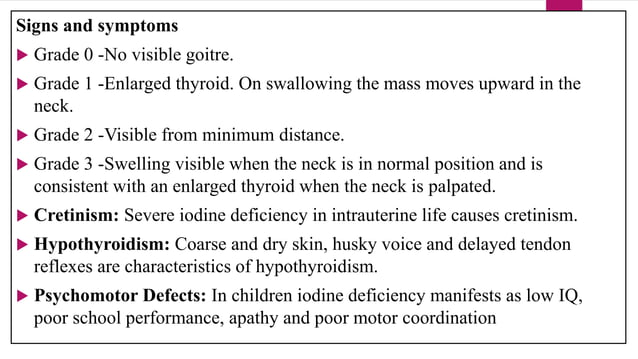 Signs and symptoms
Grade 0 -No visible goitre.
Grade 1 -Enlarged thyroid. On swallowing the mass moves upward in the
neck.
Grade 2 -Visible from minimum distance.
Grade 3 -Swelling visible when the neck is in normal position and is
consistent with an enlarged thyroid when the neck is palpated.
Cretinism: Severe iodine deficiency in intrauterine life causes cretinism.
Hypothyroidism: Coarse and dry skin, husky voice and delayed tendon
reflexes are characteristics of hypothyroidism.
Psychomotor Defects: In children iodine deficiency manifests as low IQ,
poor school performance, apathy and poor motor coordination